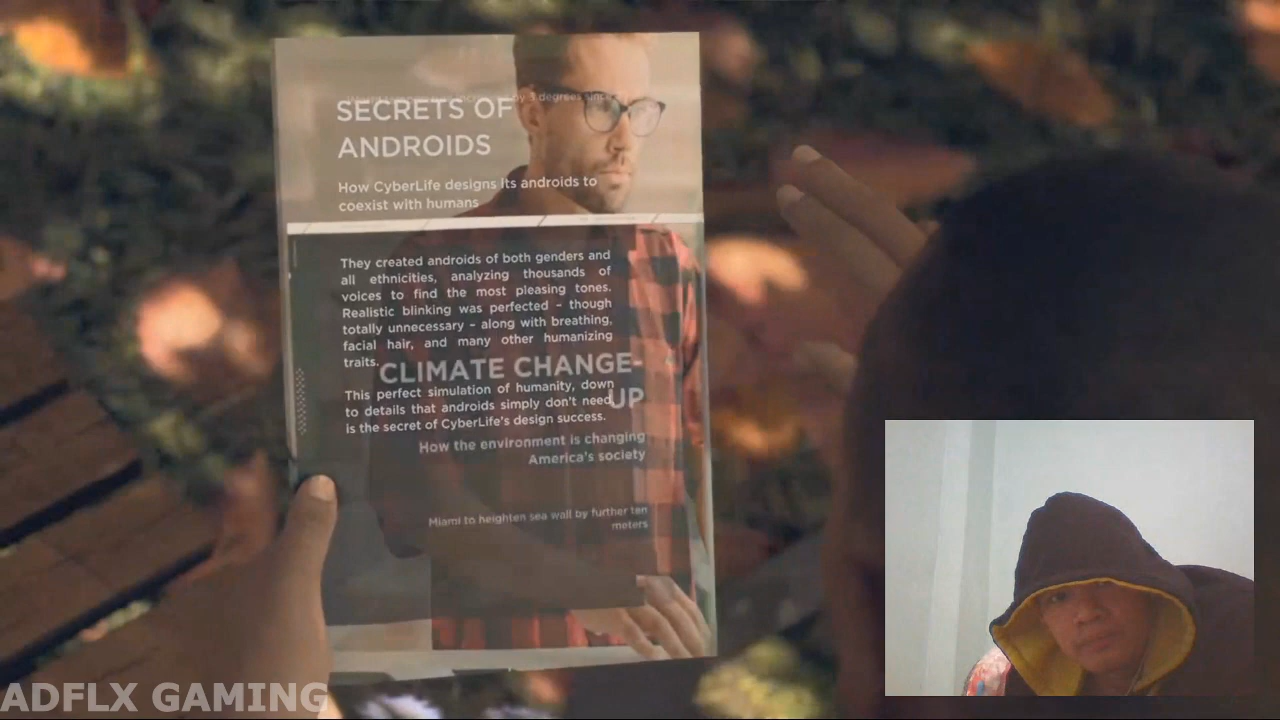 SECRETS OF
ANDROIDS
How CyberLife designs its androids to
coexist with humans
They created androids of both genders and
all ethnicities, analyzing thousands of
voices to find the most pleasing tones.
Realistic blinking was perfected – though
totally unnecessary – along with breathing,
facial hair, and many other humanizing
traits.
This perfect simulation of humanity, down
to details that androids simply don't need,
is the secret of CyberLife's design success.
by 3 degrees since
CLIMATE CHANGE-
UP
How the environment is changing
America's society
Miami to heighten sea wall by further ten
meters
ADFLX GAMING